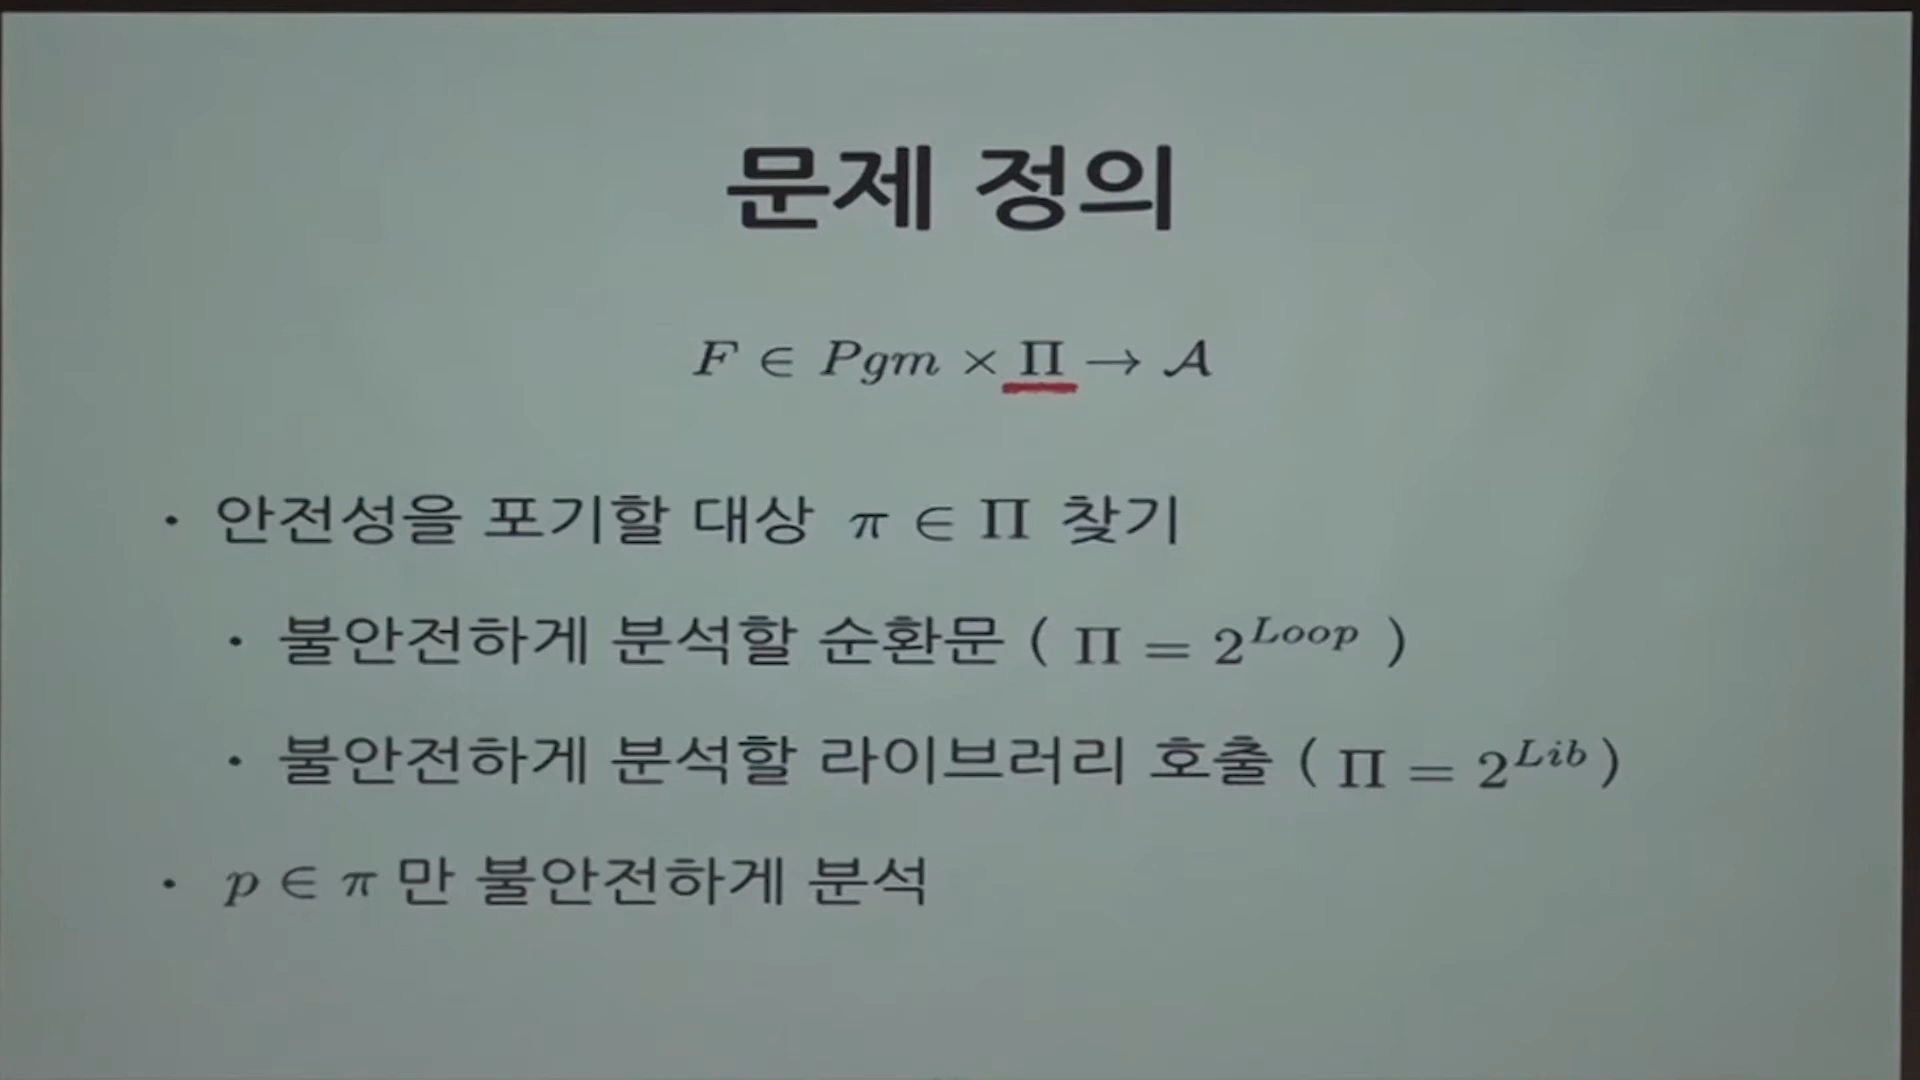 문제 정의
F ∈ Pgm × Π → 𝒜
• 안전성을 포기할 대상 π ∈ Π 찾기
• 불안전하게 분석할 순환문 ( Π = 2^{Loop} )
• 불안전하게 분석할 라이브러리 호출 ( Π = 2^{Lib} )
• p ∈ π 만 불안전하게 분석